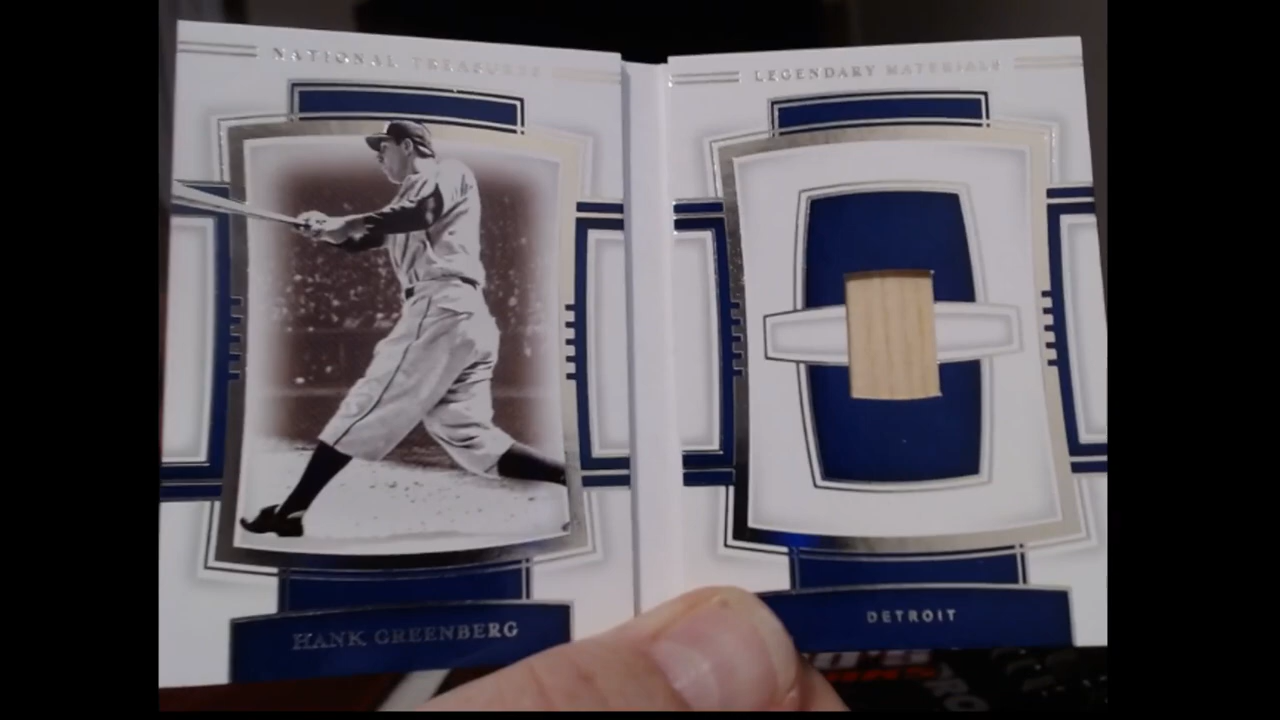 NATIONAL TREASURES
LEGENDARY MATERIALS
HANK GREENBERG
DETROIT